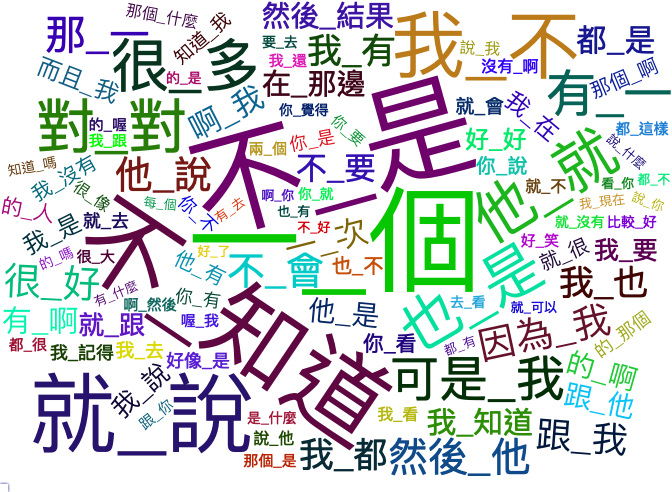 那個_什麼
那_一
知道_我
然後_結果
要_去
我_有
我_不
說_我
都_是
沒有_啊
那個_啊
而且_我
很_多
的_是
我_還
在_那邊
有_一
對_對
的_喔
我_跟
啊_我
不_是
你_覺得
你_是
你_要
就_會
我_在
都_這樣
說_什麼
兩_個
不_要
好_好
你_說
他_就
知道_嗎
我_沒有
他_說
很_像
每_個
你_不
有_去
啊_你
你_就
也_有
就_不
看_你
都_不
我_現在
說_你
的_人
我_是
就_去
不_知道
一_個
不_好
一_次
就_沒有
比較_好
好_笑
的_嗎
很_大
好_了
他_有
不_會
也_不
也_是
就_很
我_要
很_好
有_什麼
啊_然後
你_有
他_是
去_看
就_可以
我_也
有_啊
就_跟
喔_我
都_很
我_記得
我_去
好像_是
你_看
都_有
因為_我
的_那個
就_說
我_說
跟_你
可是_我
的_啊
跟_他
是_什麼
我_看
我_知道
跟_我
說_他
那個_是
我_都
然後_他